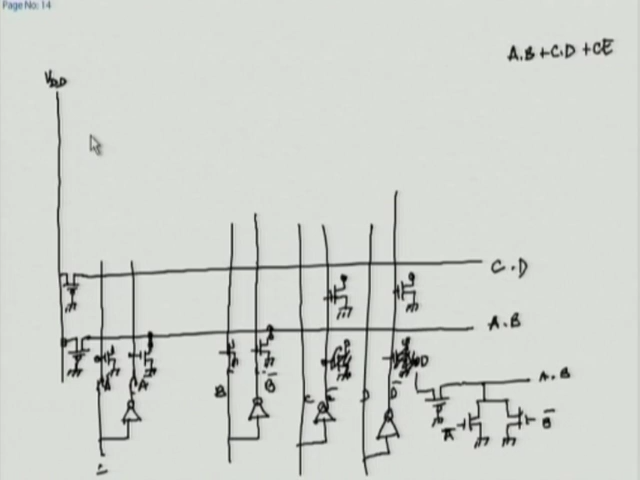 Page No: 14
A.B + C.D + CE̅
VDD
C.D
A.B
A
A̅
B
B̅
C
C̅
D
D̅
D
A.B
A̅
B̅